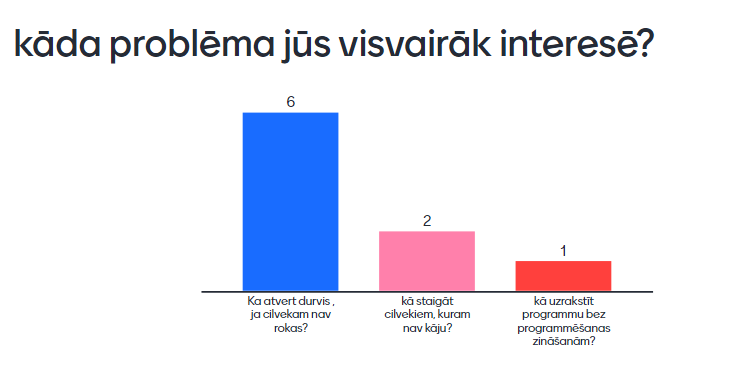 kāda problēma jūs visvairāk interesē?
6
2
1
Ka atvert durvis ,
ja cilvekam nav
rokas?
kā staigāt
cilvekiem, kuram
nav kāju?
kā uzrakstīt
programmu bez
programmēšanas
zināšanām?